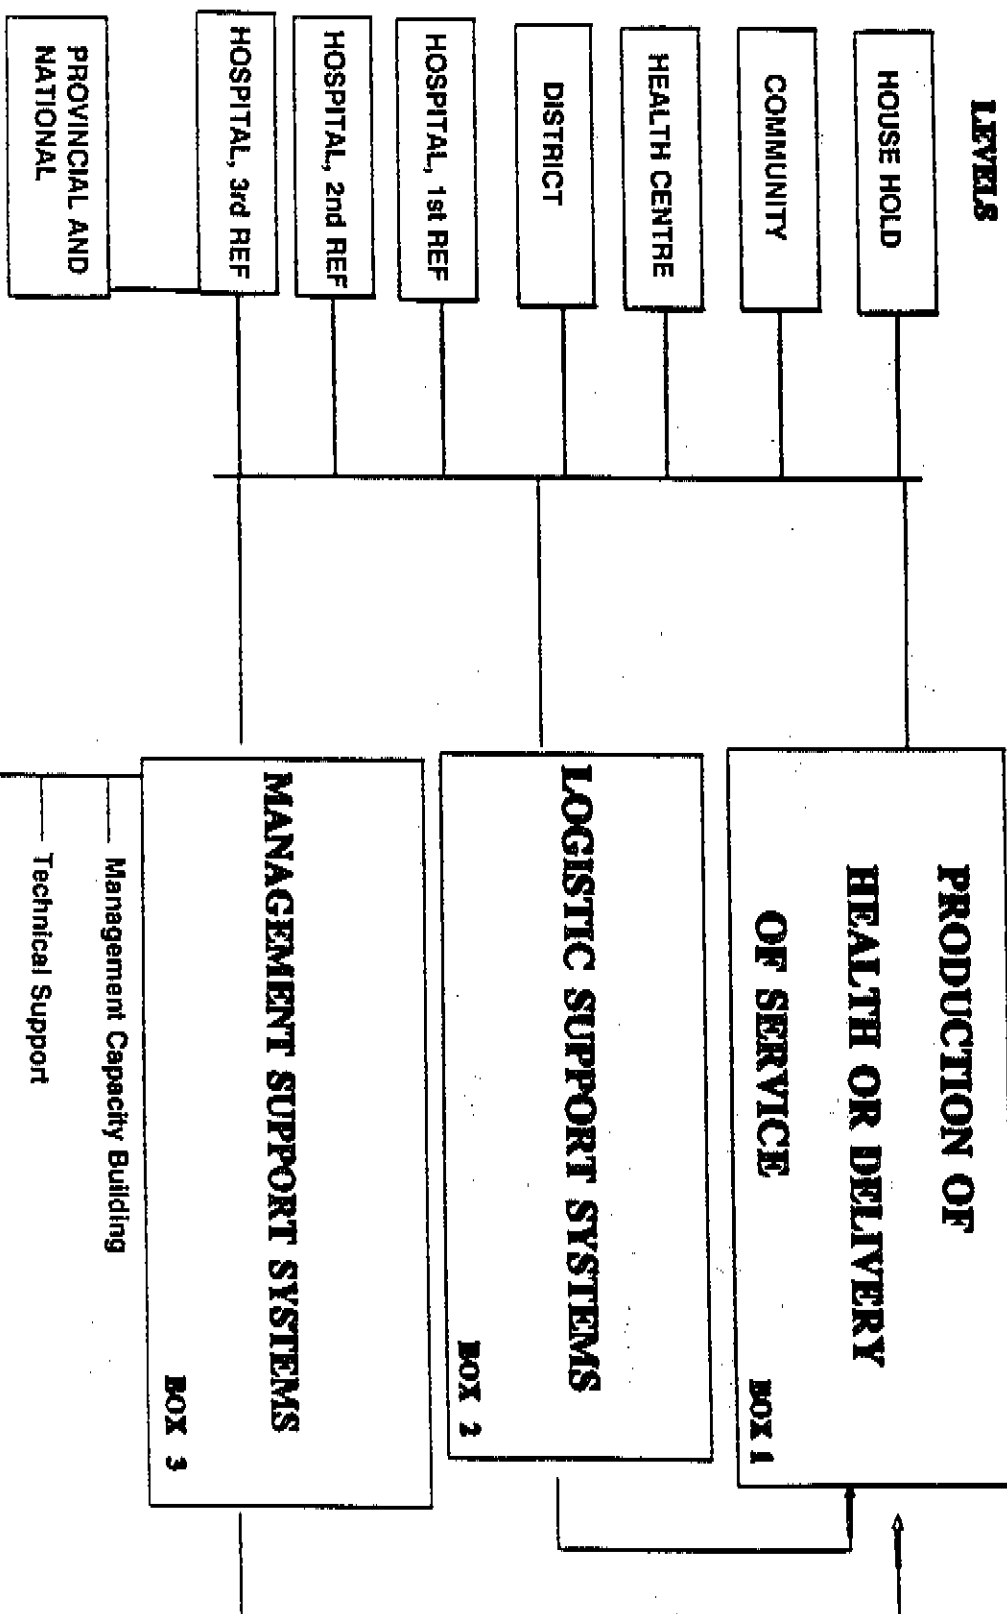 LEVELS
HOUSE HOLD
COMMUNITY
HEALTH CENTRE
DISTRICT
HOSPITAL, 1st REF
HOSPITAL, 2nd REF
HOSPITAL, 3rd REF
PROVINCIAL AND
NATIONAL
PRODUCTION OF
HEALTH OR DELIVERY
OF SERVICE
BOX 1
LOGISTIC SUPPORT SYSTEMS
BOX 2
MANAGEMENT SUPPORT SYSTEMS
BOX 3
Management Capacity Building
Technical Support